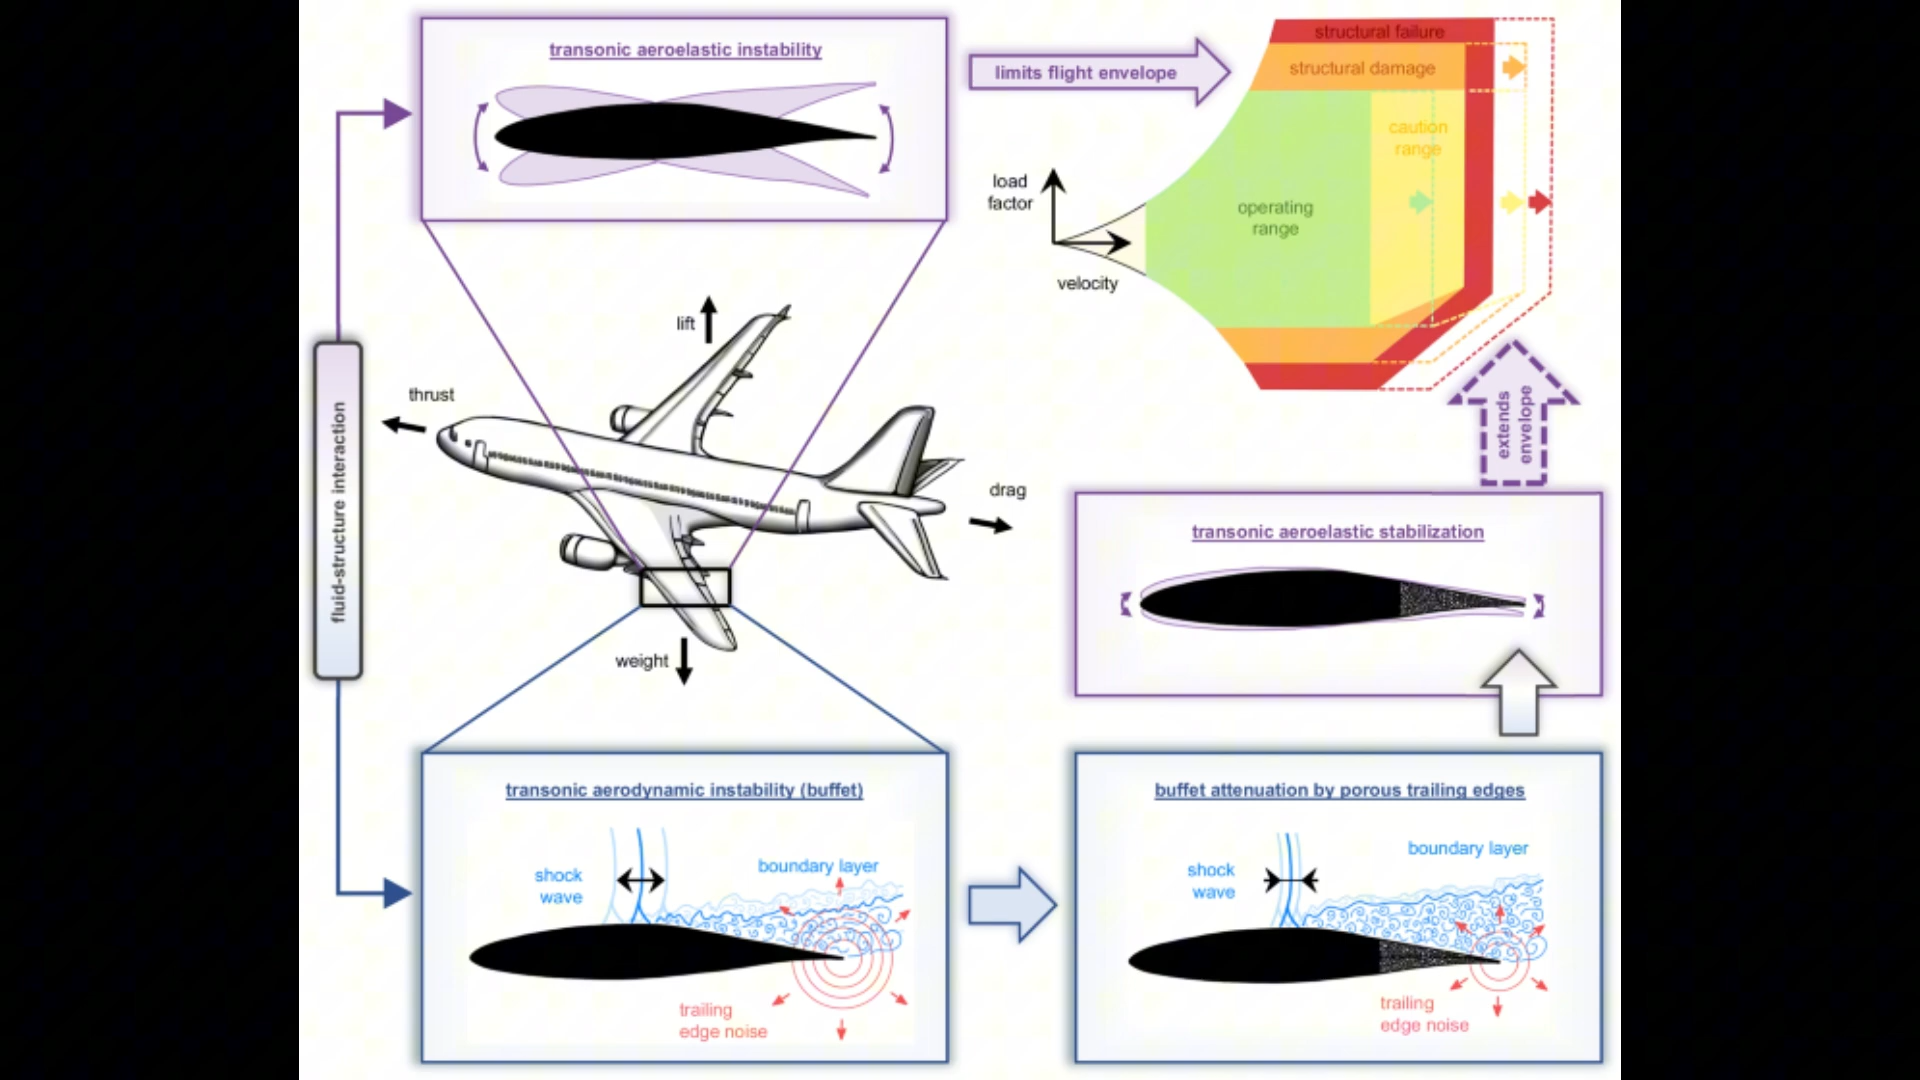 transonic aeroelastic instability
limits flight envelope
structural failure
structural damage
caution
range
load
factor
operating
range
velocity
lift
thrust
fluid-structure interaction
drag
weight
extends
envelope
transonic aeroelastic stabilization
transonic aerodynamic instability (buffet)
shock
wave
boundary layer
trailing
edge noise
buffet attenuation by porous trailing edges
shock
wave
boundary layer
trailing
edge noise